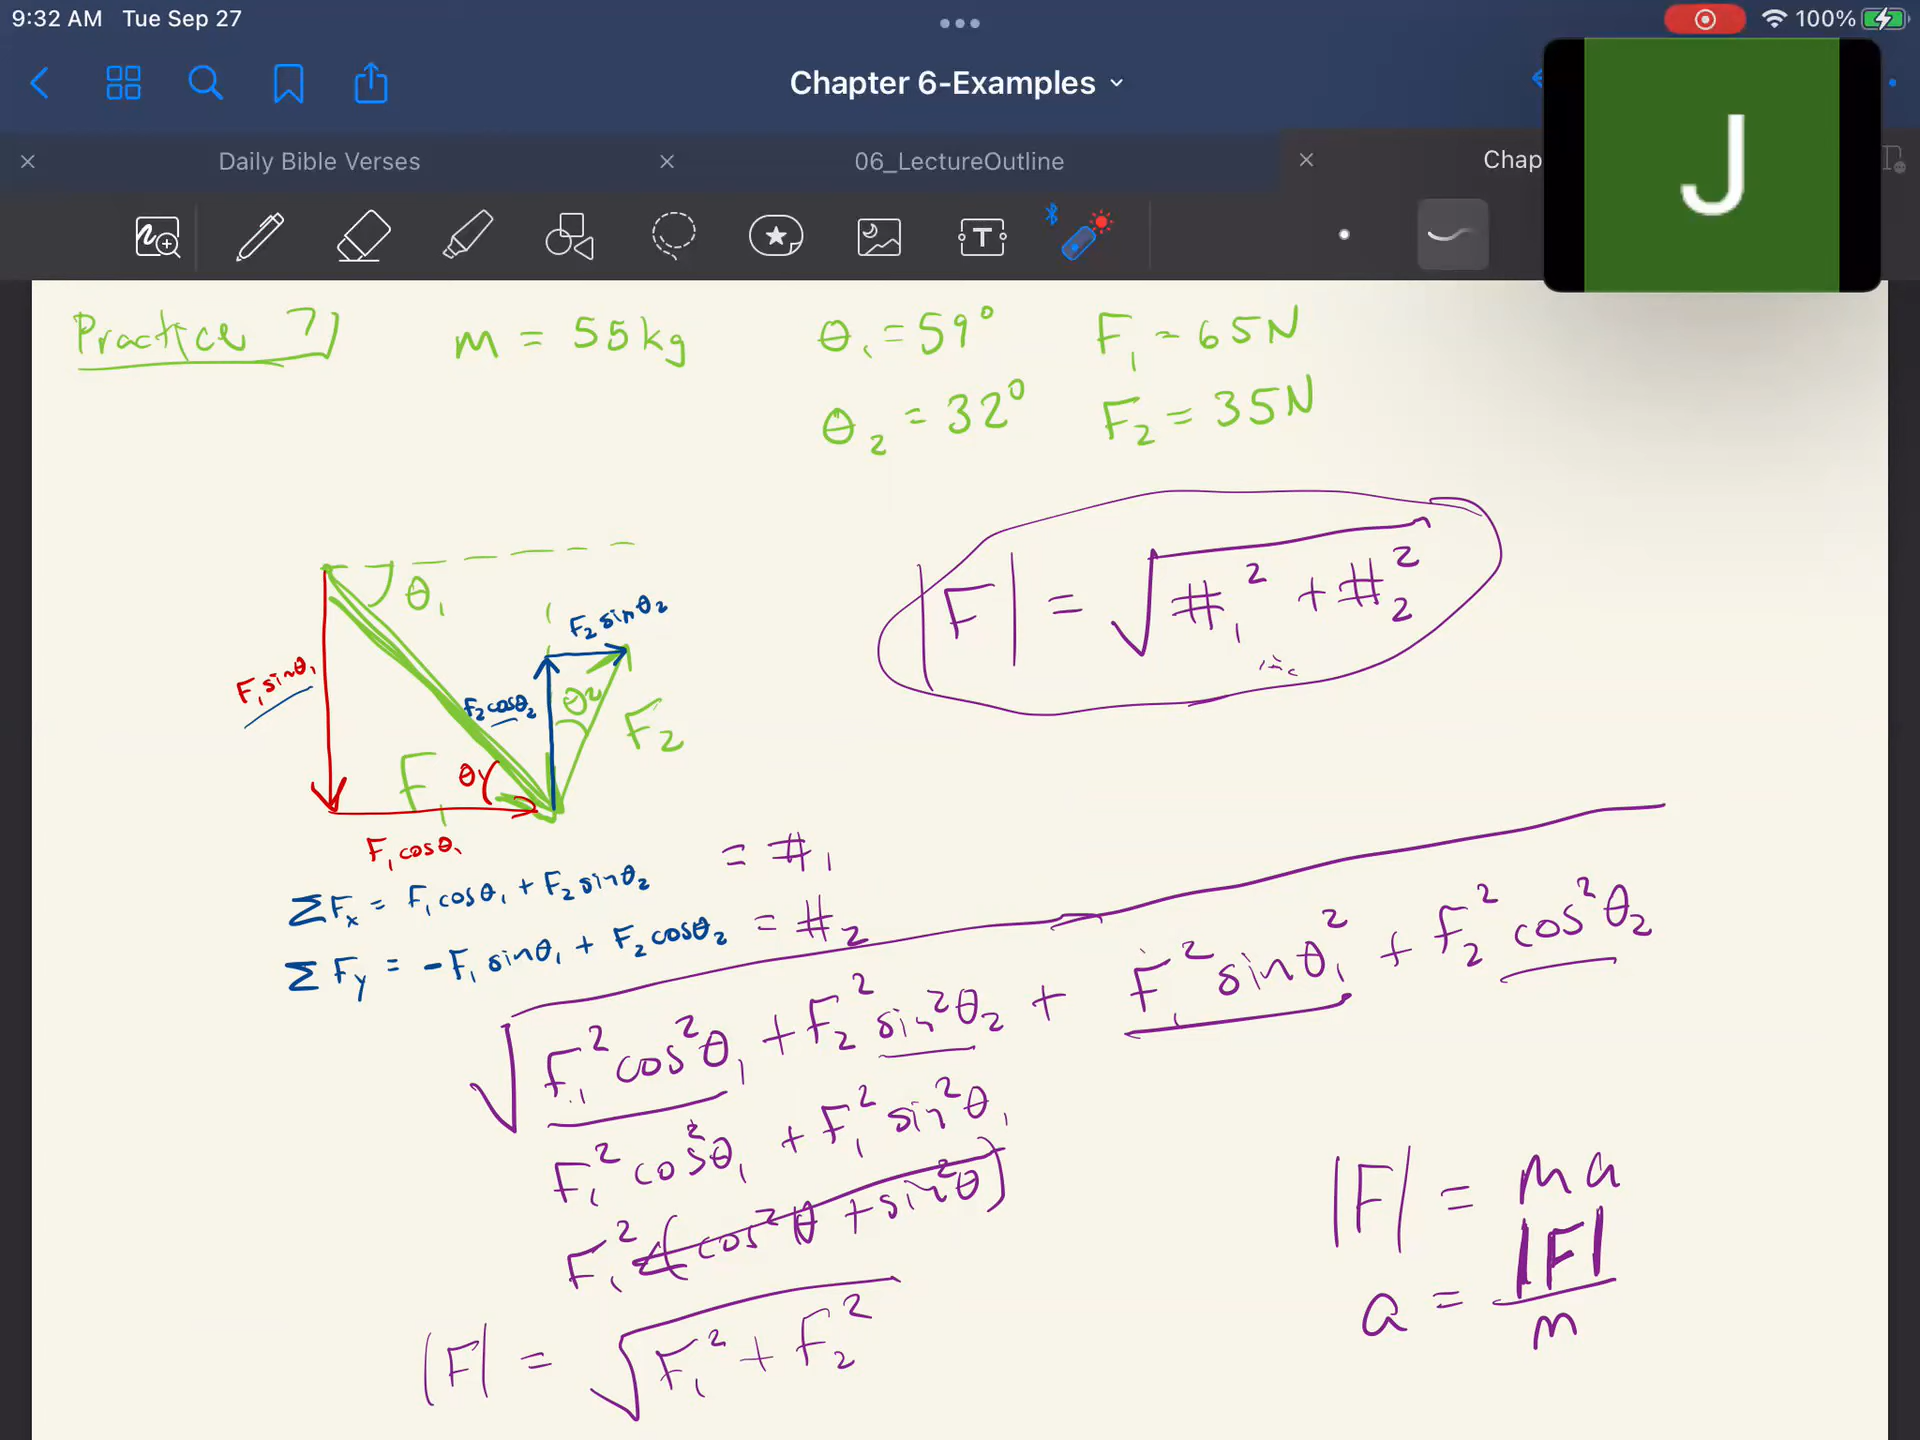 9:32 AM Tue Sep 27
100%
Chapter 6-Examples
Daily Bible Verses
06_LectureOutline
Chap
J
T
Practice 7) m = 55kg θ₁ = 59° F₁ = 65N
θ₂ = 32° F₂ = 35N
|F| = √(#₁² + #₂²)
θ₁
F₂ sinθ₂
F₁ sinθ₁
F₂ cosθ₂
θ₂
F₂
F₁
θ₁
F₁ cosθ₁
ΣFₓ = F₁ cosθ₁ + F₂ sinθ₂ = #₁
ΣFᵧ = -F₁ sinθ₁ + F₂ cosθ₂ = #₂
√(F₁² cos²θ₁ + F₂² sin²θ₂ + F₁² sinθ₁² + F₂² cos²θ₂)
F₁² cos²θ₁ + F₁² sin²θ₁
F₁² (cos²θ + sin²θ)
|F| = √(F₁² + F₂²)
|F| = ma
a = |F| / m